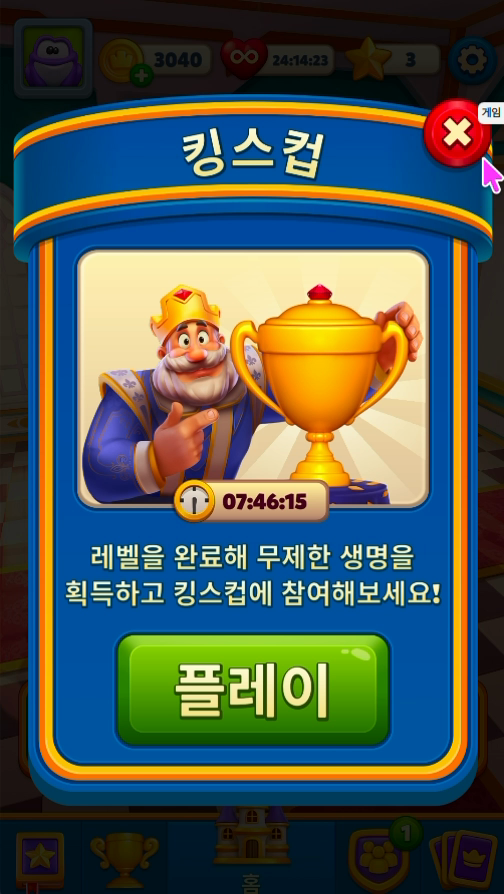 3040
24:14:23
3
게임
킹스컵
07:46:15
레벨을 완료해 무제한 생명을
획득하고 킹스컵에 참여해보세요!
플레이
1
홈